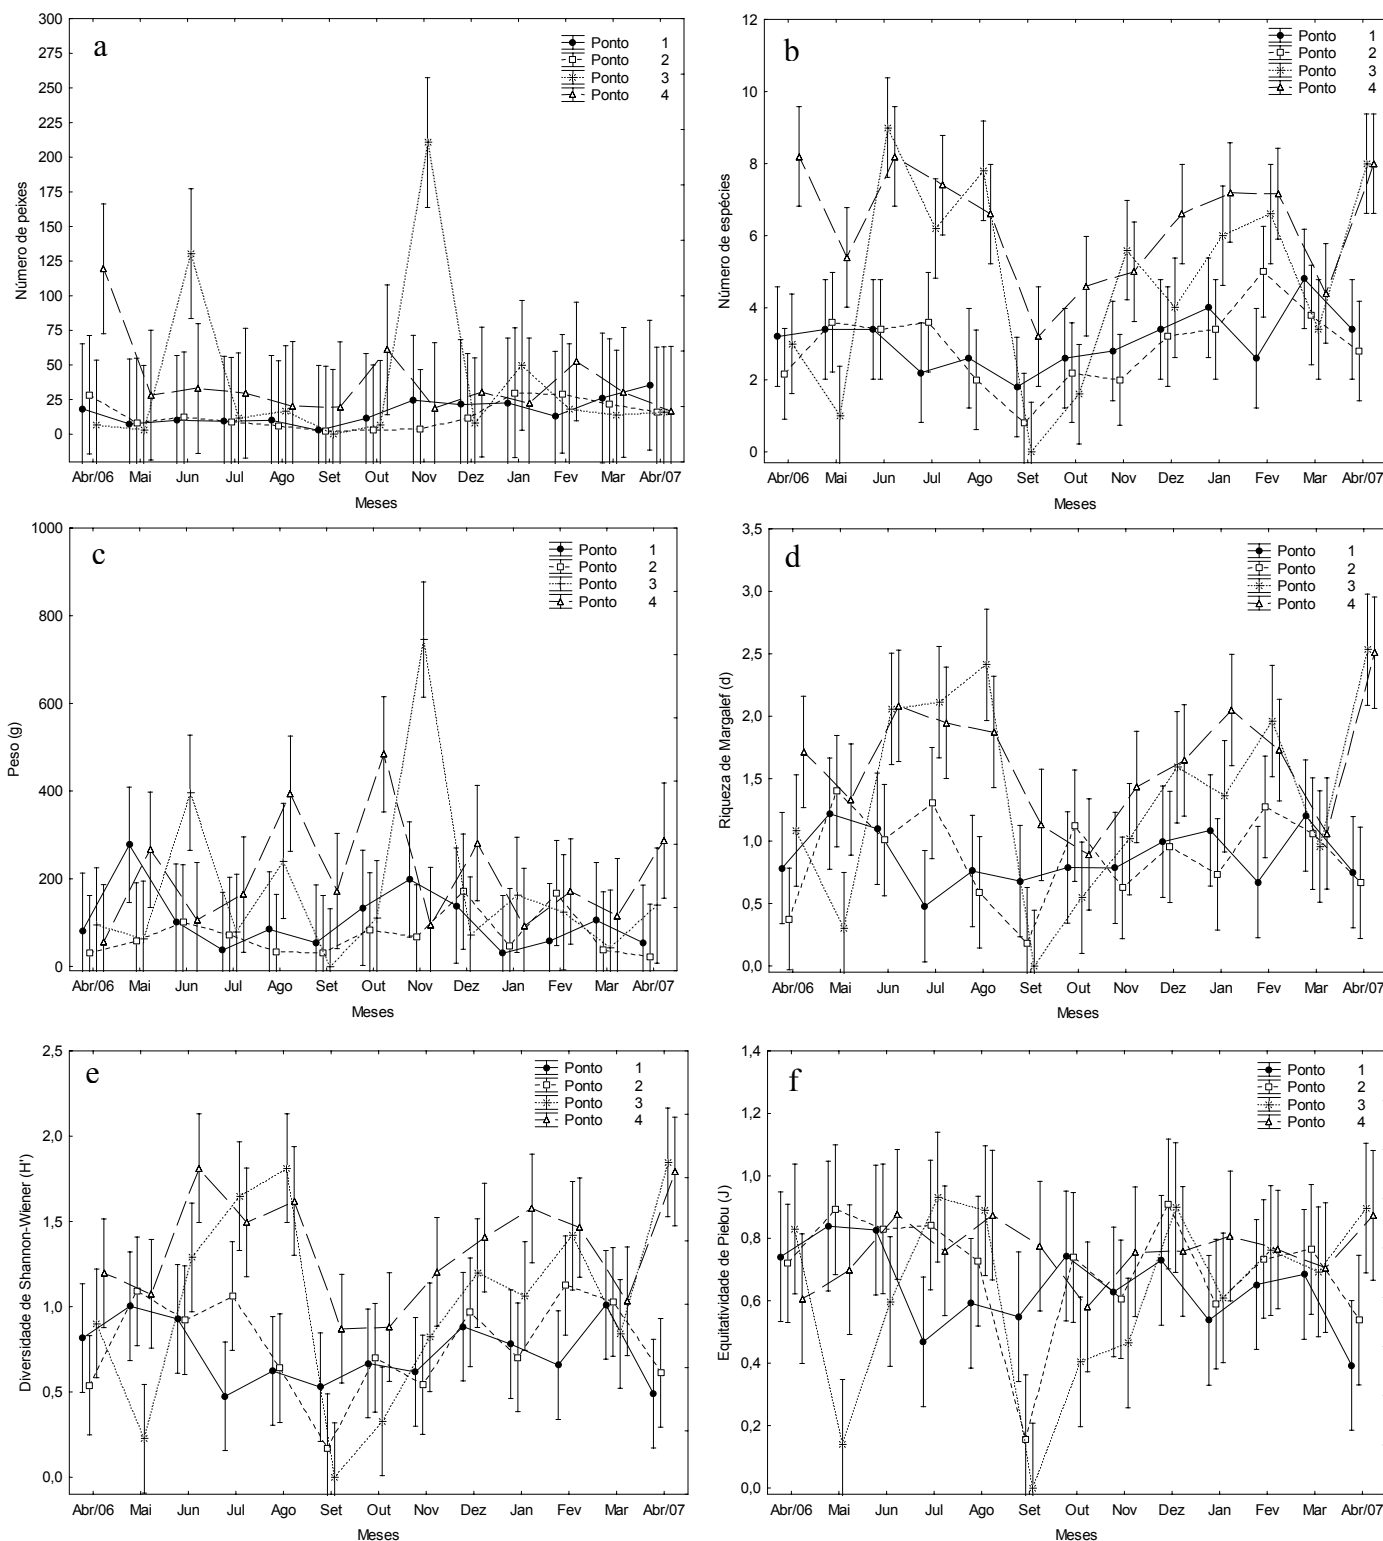 a
Ponto 1
Ponto 2
Ponto 3
Ponto 4
Número de peixes
300
275
250
225
200
175
150
125
100
75
50
25
0
Abr/06 Mai Jun Jul Ago Set Out Nov Dez Jan Fev Mar Abr/07
Meses
b
Ponto 1
Ponto 2
Ponto 3
Ponto 4
Número de espécies
12
10
8
6
4
2
0
Abr/06 Mai Jun Jul Ago Set Out Nov Dez Jan Fev Mar Abr/07
Meses
c
Ponto 1
Ponto 2
Ponto 3
Ponto 4
Peso (g)
1000
800
600
400
200
0
Abr/06 Mai Jun Jul Ago Set Out Nov Dez Jan Fev Mar Abr/07
Meses
d
Ponto 1
Ponto 2
Ponto 3
Ponto 4
Riqueza de Margalef (d)
3,5
3,0
2,5
2,0
1,5
1,0
0,5
0,0
Abr/06 Mai Jun Jul Ago Set Out Nov Dez Jan Fev Mar Abr/07
Meses
e
Ponto 1
Ponto 2
Ponto 3
Ponto 4
Diversidade de Shannon-Wiener (H')
2,5
2,0
1,5
1,0
0,5
0,0
Abr/06 Mai Jun Jul Ago Set Out Nov Dez Jan Fev Mar Abr/07
Meses
f
Ponto 1
Ponto 2
Ponto 3
Ponto 4
Equitatividade de Pielou (J)
1,4
1,2
1,0
0,8
0,6
0,4
0,2
0,0
Abr/06 Mai Jun Jul Ago Set Out Nov Dez Jan Fev Mar Abr/07
Meses